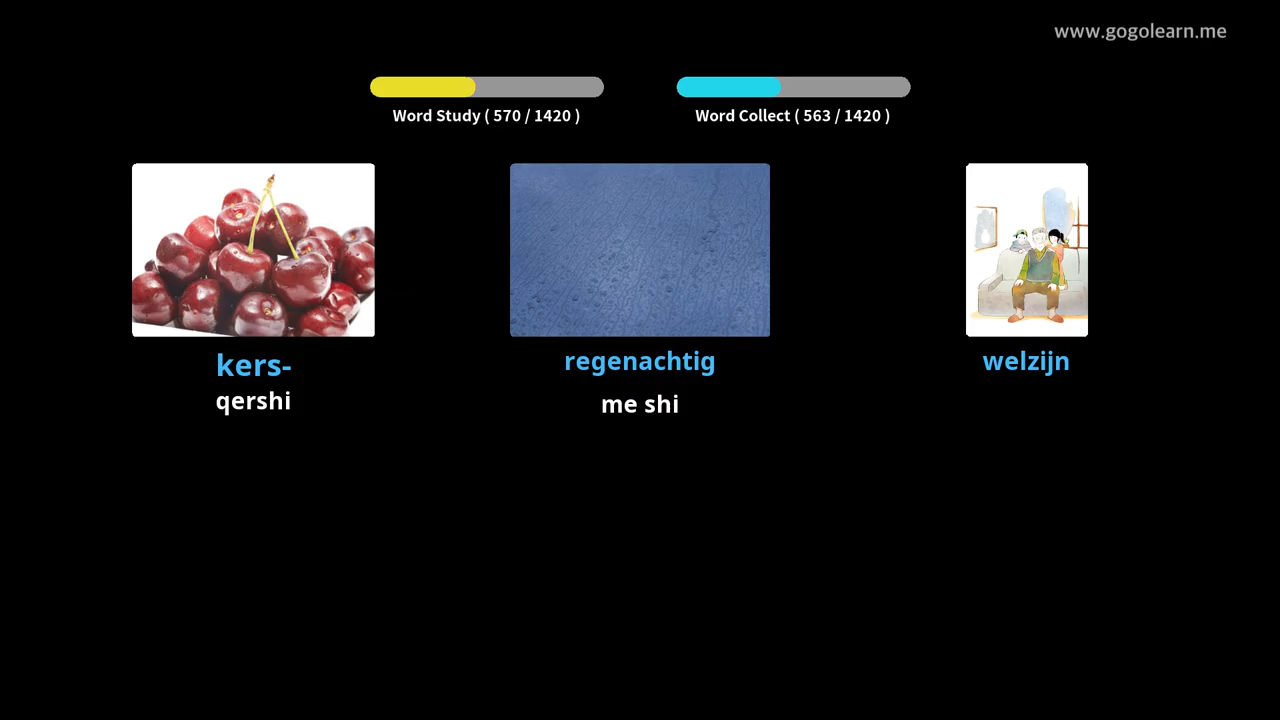 www.gogolearn.me
Word Study ( 570 / 1420 )
Word Collect ( 563 / 1420 )
kers-
qershi
regenachtig
me shi
welzijn